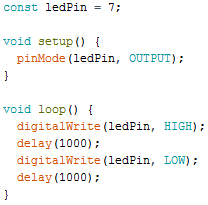 const ledPin = 7;

void setup() {
  pinMode(ledPin, OUTPUT);
}

void loop() {
  digitalWrite(ledPin, HIGH);
  delay(1000);
  digitalWrite(ledPin, LOW);
  delay(1000);
}